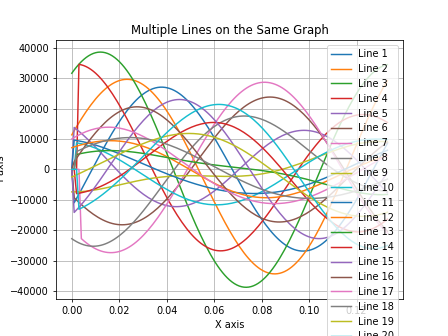 Multiple Lines on the Same Graph
40000
30000
20000
10000
0
−10000
−20000
−30000
−40000
0.00
0.02
0.04
0.06
0.08
0.10
X axis
Line 1
Line 2
Line 3
Line 4
Line 5
Line 6
Line 7
Line 8
Line 9
Line 10
Line 11
Line 12
Line 13
Line 14
Line 15
Line 16
Line 17
Line 18
Line 19
Line 20